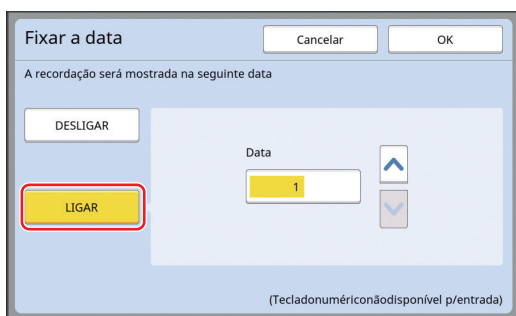 Fixar a data
Cancelar
OK
A recordação será mostrada na seguinte data
DESLIGAR
Data
1
LIGAR
(Tecladonumériconãodisponível p/entrada)